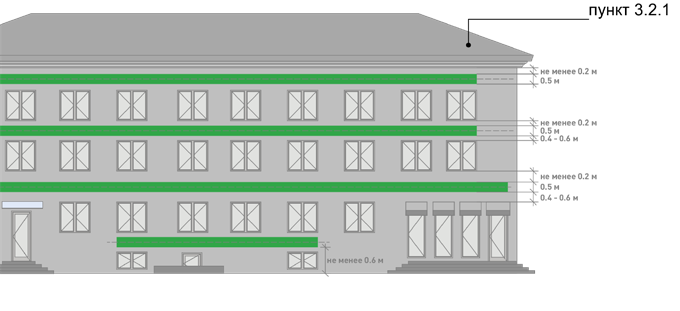 пункт 3.2.1
не менее 0.2 м
0.5 м
не менее 0.2 м
0.5 м
0.4 - 0.6 м
не менее 0.2 м
0.5 м
0.4 - 0.6 м
не менее 0.6 м